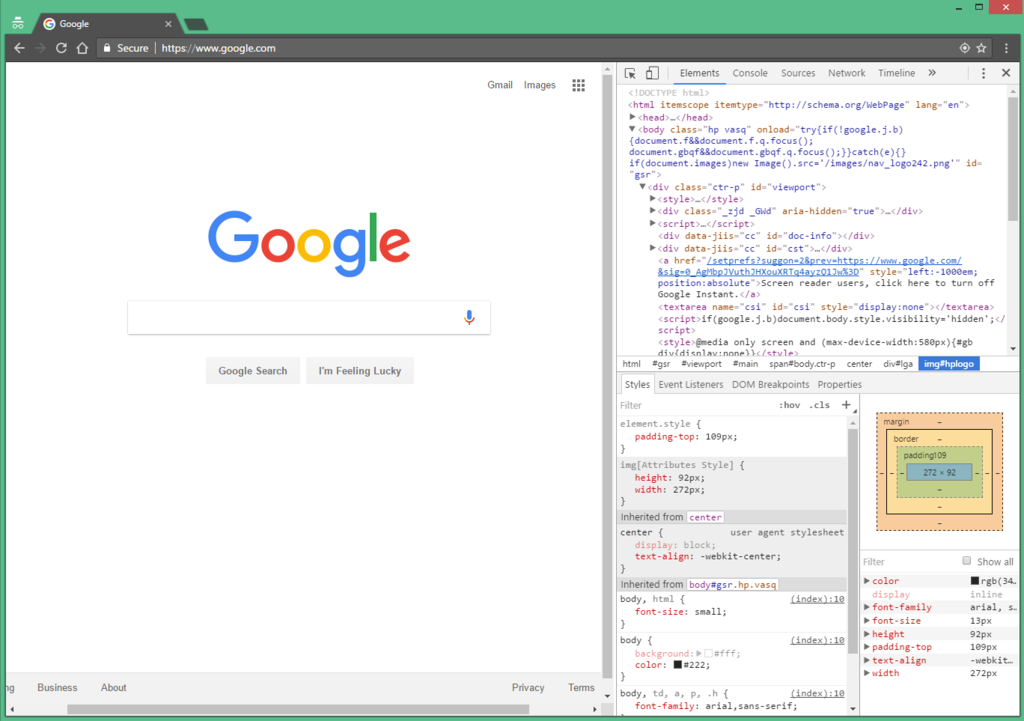 Google
Secure
https://www.google.com
Gmail
Images
Google
Google Search
I'm Feeling Lucky
ng
Business
About
Privacy
Terms
Elements
Console
Sources
Network
Timeline
<!DOCTYPE html>
<html itemscope itemtype="http://schema.org/WebPage" lang="en">
<head>…</head>
<body class="hp vasq" onload="try{if(!google.j.b)
{document.f&&document.f.q.focus();
document.gbqf&&document.gbqf.q.focus();}}catch(e){}
if(document.images)new Image().src='/images/nav_logo242.png'" id=
"gsr">
<div class="ctr-p" id="viewport">
<style>…</style>
<div class="_zjd _GWd" aria-hidden="true">…</div>
<script>…</script>
<div data-jiis="cc" id="doc-info"></div>
<div data-jiis="cc" id="cst">…</div>
<a href="/setprefs?suggon=2&prev=https://www.google.com/
&sig=0_AgMbpJVuthJHXouXRTq4ayzQ1Jw%3D" style="left:-1000em;
position:absolute">Screen reader users, click here to turn off
Google Instant.</a>
<textarea name="csi" id="csi" style="display:none"></textarea>
<script>if(google.j.b)document.body.style.visibility='hidden';</
script>
<style>@media only screen and (max-device-width:580px){#gb
div{display:none}}</style>
html #gsr #viewport #main span#body.ctr-p center div#lga img#hplogo
Styles
Event Listeners
DOM Breakpoints
Properties
Filter
:hov .cls +
element.style {
padding-top: 109px;
}
img[Attributes Style] {
height: 92px;
width: 272px;
}
Inherited from center
center { user agent stylesheet
display: block;
text-align: -webkit-center;
}
Inherited from body#gsr.hp.vasq
body, html { (index):10
font-size: small;
}
body { (index):10
background: #fff;
color: #222;
}
body, td, a, p, .h { (index):10
font-family: arial,sans-serif;
margin –
border –
padding109
– – – 272 × 92 – – –
–
–
–
Filter
Show all
color rgb(34…
display inline
font-family arial, s…
font-size 13px
height 92px
padding-top 109px
text-align -webkit…
width 272px